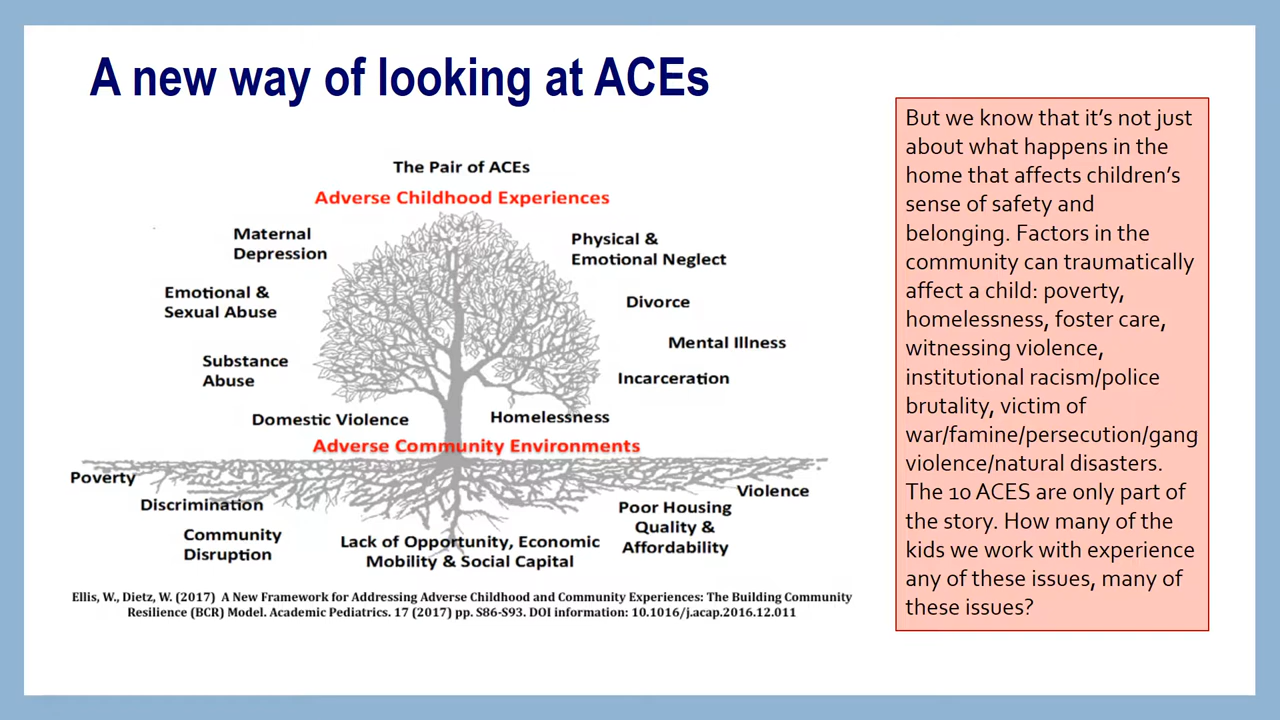 A new way of looking at ACEs
The Pair of ACEs
Adverse Childhood Experiences
Maternal
Depression
Physical &
Emotional Neglect
Emotional &
Sexual Abuse
Divorce
Mental Illness
Substance
Abuse
Incarceration
Domestic Violence
Homelessness
Adverse Community Environments
Poverty
Violence
Discrimination
Poor Housing
Quality &
Affordability
Community
Disruption
Lack of Opportunity, Economic
Mobility & Social Capital
Ellis, W., Dietz, W. (2017) A New Framework for Addressing Adverse Childhood and Community Experiences: The Building Community
Resilience (BCR) Model. Academic Pediatrics. 17 (2017) pp. S86-S93. DOI information: 10.1016/j.acap.2016.12.011
But we know that it's not just
about what happens in the
home that affects children's
sense of safety and
belonging. Factors in the
community can traumatically
affect a child: poverty,
homelessness, foster care,
witnessing violence,
institutional racism/police
brutality, victim of
war/famine/persecution/gang
violence/natural disasters.
The 10 ACES are only part of
the story. How many of the
kids we work with experience
any of these issues, many of
these issues?